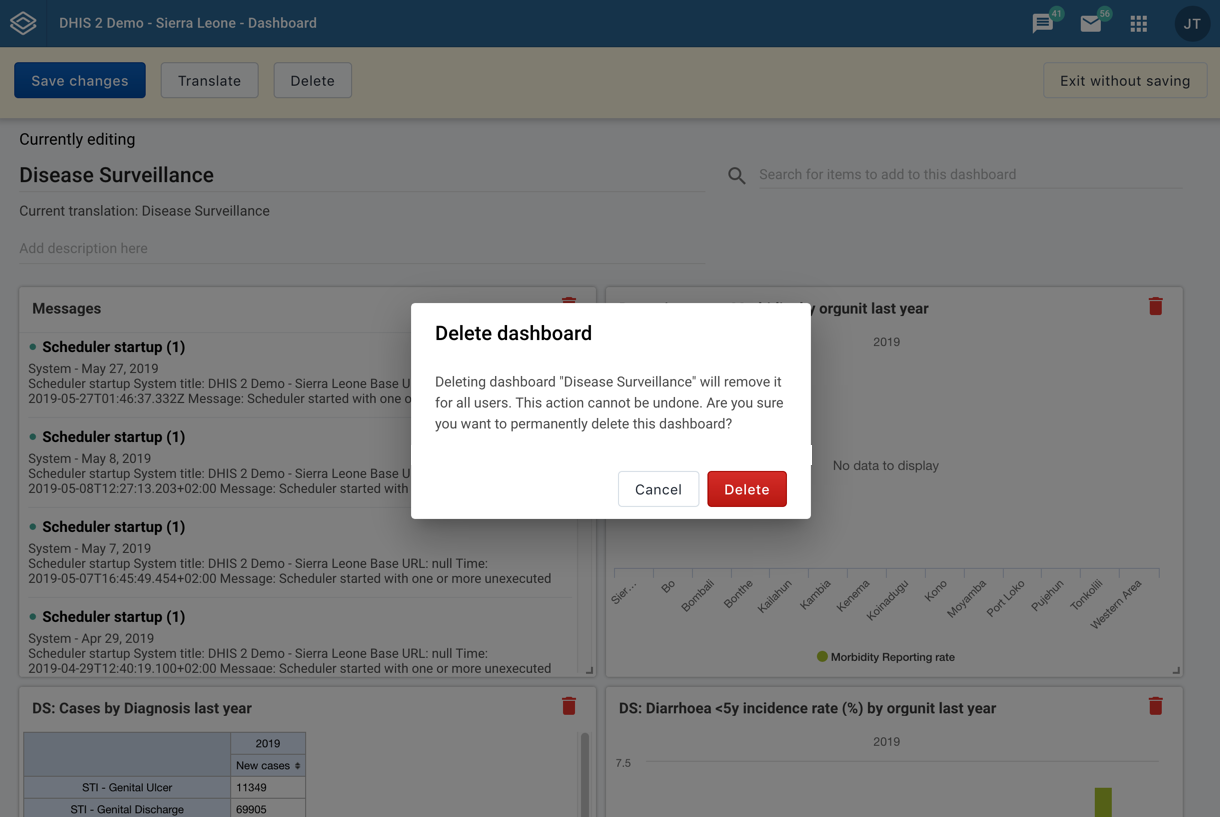 DHIS 2 Demo - Sierra Leone - Dashboard
41
56
JT
Save changes
Translate
Delete
Exit without saving
Currently editing
Disease Surveillance
Search for items to add to this dashboard
Current translation: Disease Surveillance
Add description here
Messages
Scheduler startup (1)
System - May 27, 2019
Scheduler startup System title: DHIS 2 Demo - Sierra Leone Base U
2019-05-27T01:46:37.332Z Message: Scheduler started with one o
Scheduler startup (1)
System - May 8, 2019
Scheduler startup System title: DHIS 2 Demo - Sierra Leone Base U
2019-05-08T12:27:13.203+02:00 Message: Scheduler started with
Scheduler startup (1)
System - May 7, 2019
Scheduler startup System title: DHIS 2 Demo - Sierra Leone Base URL: null Time:
2019-05-07T16:45:49.454+02:00 Message: Scheduler started with one or more unexecuted
Scheduler startup (1)
System - Apr 29, 2019
Scheduler startup System title: DHIS 2 Demo - Sierra Leone Base URL: null Time:
2019-04-29T12:40:19.100+02:00 Message: Scheduler started with one or more unexecuted
by orgunit last year
2019
No data to display
Sier...
Bo
Bombali
Bonthe
Kailahun
Kambia
Kenema
Koinadugu
Kono
Moyamba
Port Loko
Pujehun
Tonkolili
Western Area
Morbidity Reporting rate
Delete dashboard
Deleting dashboard "Disease Surveillance" will remove it
for all users. This action cannot be undone. Are you sure
you want to permanently delete this dashboard?
Cancel
Delete
DS: Cases by Diagnosis last year
2019
New cases
STI - Genital Ulcer 11349
STI - Genital Discharge 69905
DS: Diarrhoea <5y incidence rate (%) by orgunit last year
2019
7.5